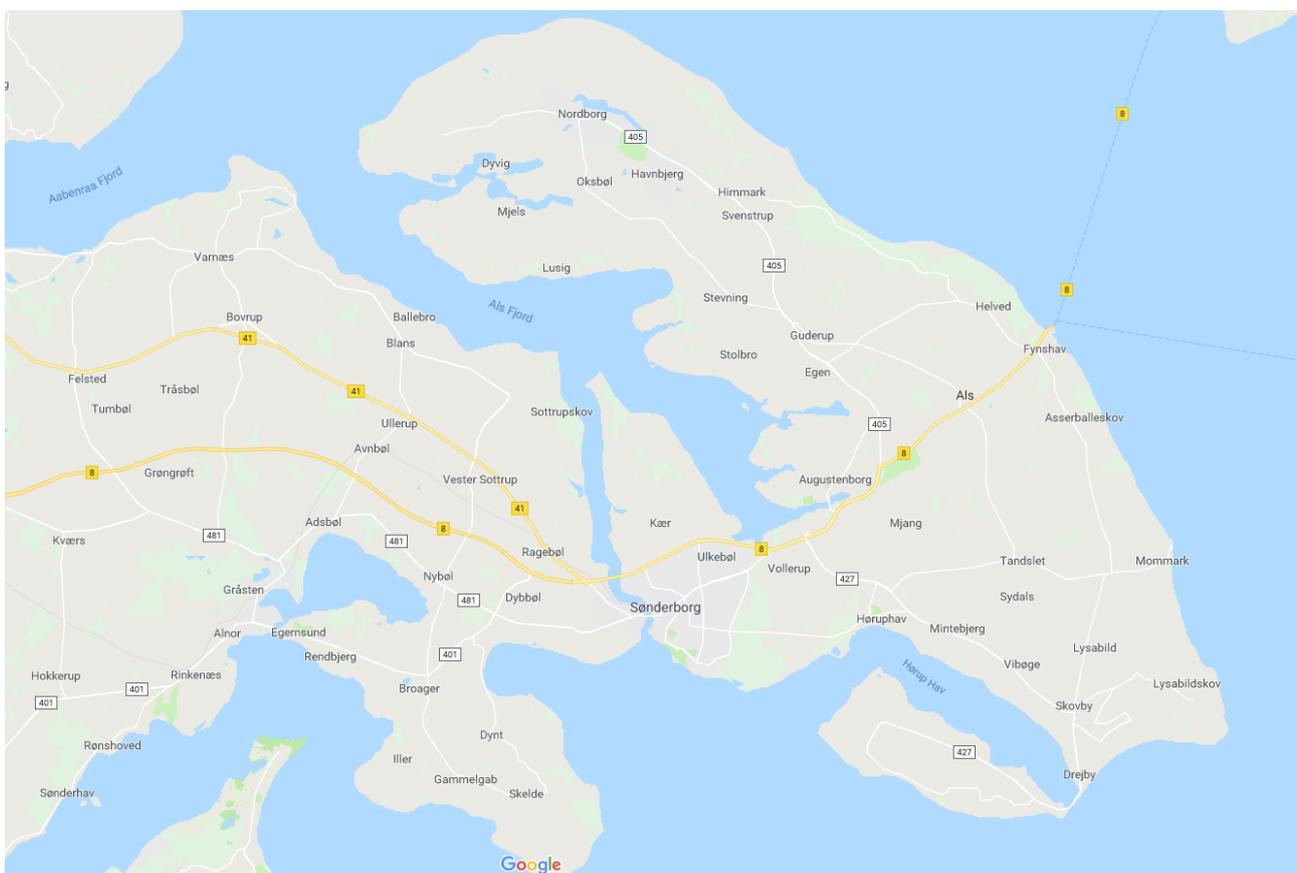 8
Nordborg
405
Dyvig
Havnbjerg
Aabenraa Fjord
Oksbøl
Himmark
Mjels
Svenstrup
Varnæs
405
Lusig
8
Stevning
Helved
Als Fjord
Bovrup
Ballebro
41
Guderup
Blans
Fynshav
Stolbro
Egen
Felsted
Tråsbøl
41
Als
Tumbøl
Sottrupskov
Asserballeskov
Ullerup
405
Avnbøl
8
8
Grøngrøft
Vester Sottrup
Augustenborg
41
Adsbøl
Kær
Mjang
8
481
Kværs
481
Ragebøl
8
Ulkebøl
Tandslet
Mommark
Vollerup
Nybøl
427
Gråsten
Dybbøl
Sydals
481
Sønderborg
Høruphav
Mintebjerg
Alnor
Egernsund
Lysabild
Rendbjerg
401
Vibøge
Hørup Hav
Hokkerup
Rinkenæs
401
Broager
Lysabildskov
401
Skovby
Dynt
Rønshoved
427
Iller
Drejby
Gammelgab
Sønderhav
Skelde
Google